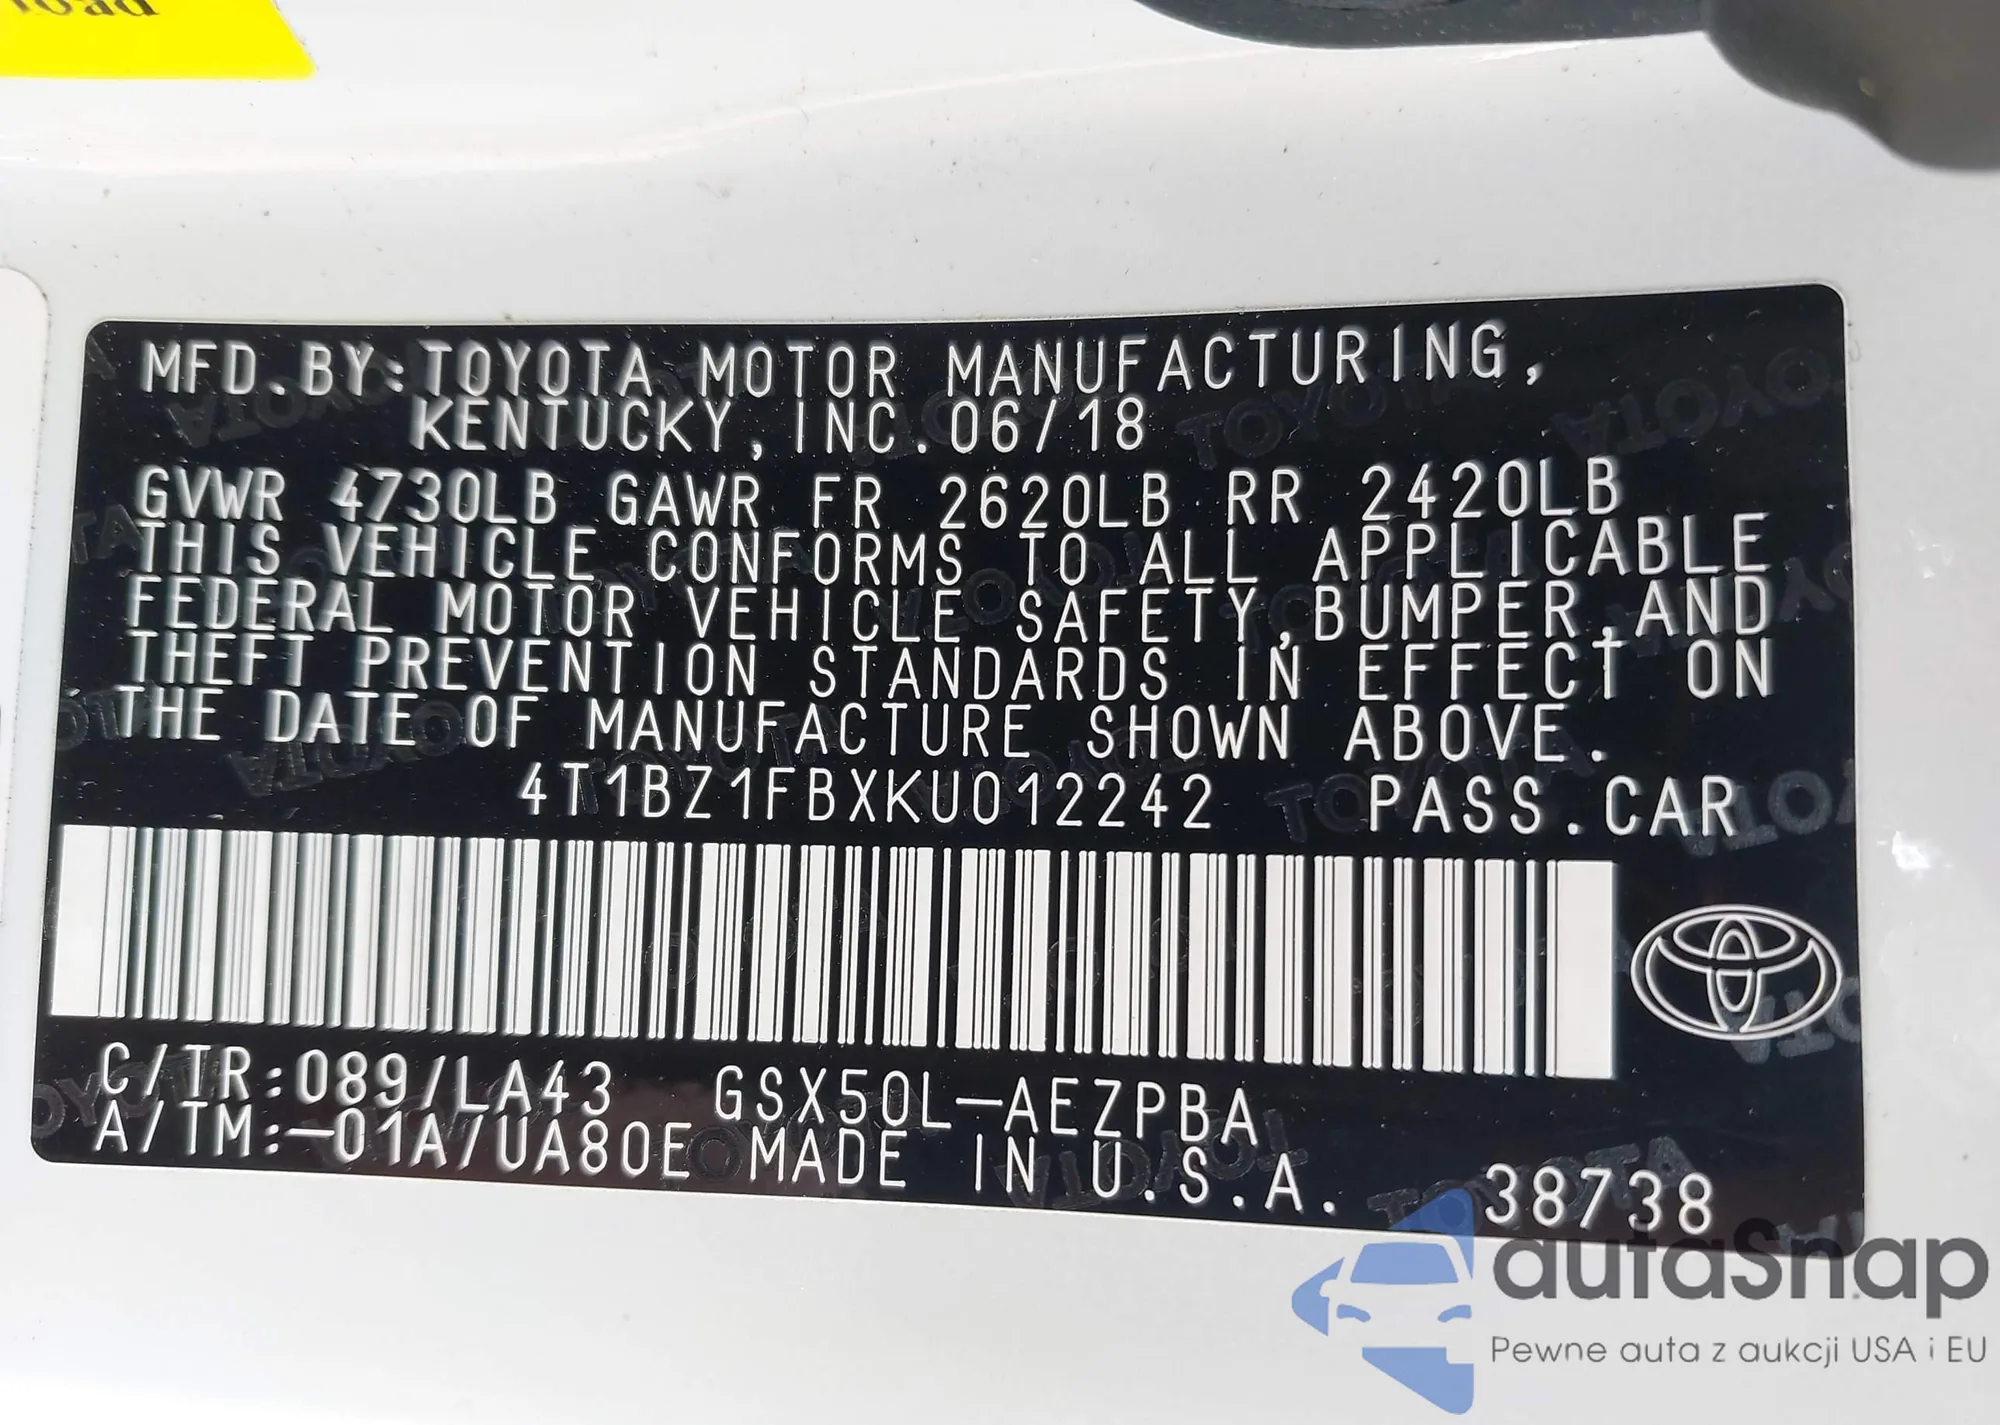 MFD.BY:TOYOTA MOTOR MANUFACTURING,
KENTUCKY,INC.06/18
GVWR 4730LB GAWR FR 2620LB RR 2420LB
THIS VEHICLE CONFORMS TO ALL APPLICABLE
FEDERAL MOTOR VEHICLE SAFETY,BUMPER,AND
THEFT PREVENTION STANDARDS IN EFFECT ON
THE DATE OF MANUFACTURE SHOWN ABOVE.
4T1BZ1FBXKU012242 PASS.CAR
C/TR:089/LA43 GSX50L-AEZPBA
A/TM:-01A/UA80E MADE IN U.S.A. 38738
autaSnap
Pewne auta z aukcji USA i EU